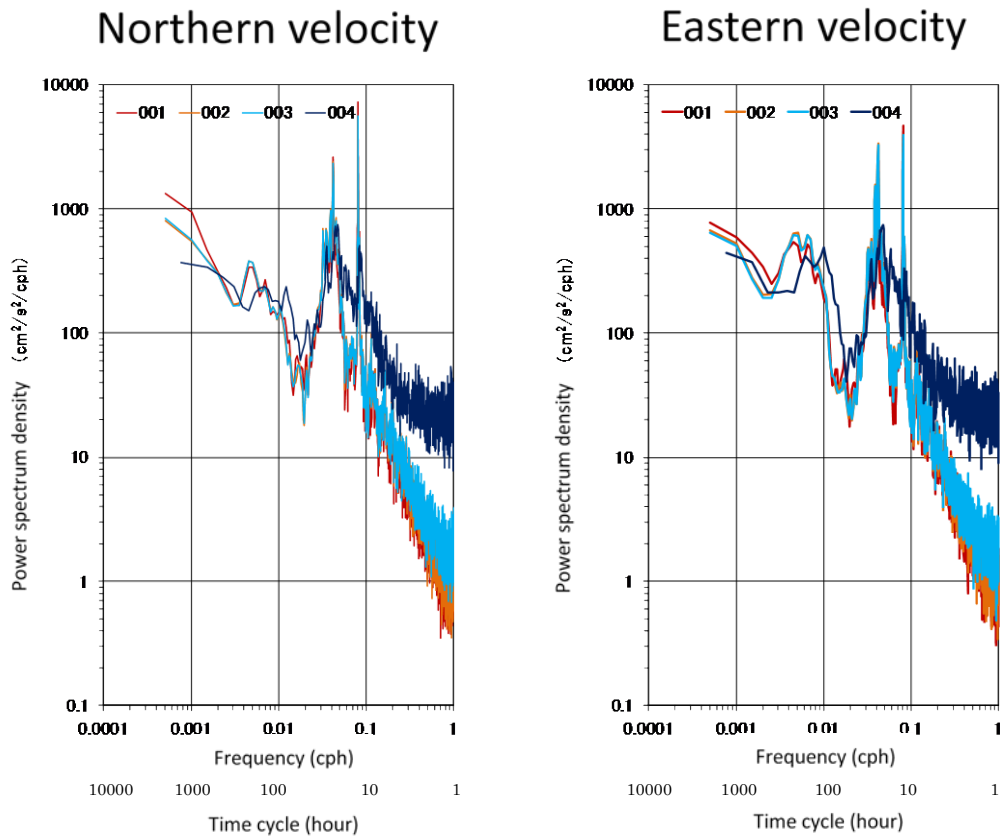 Northern velocity
Eastern velocity
10000
1000
100
10
1
0.1
001 002 003 004
Power spectrum density (cm²/s²/cph)
0.0001 0.001 0.01 0.10 1
Frequency (cph)
10000 1000 100 10 1
Time cycle (hour)
10000
1000
100
10
1
0.1
001 002 003 004
Power spectrum density (cm²/s²/cph)
0.0001 0.001 0.01 0.1 1
Frequency (cph)
10000 1000 100 10 1
Time cycle (hour)